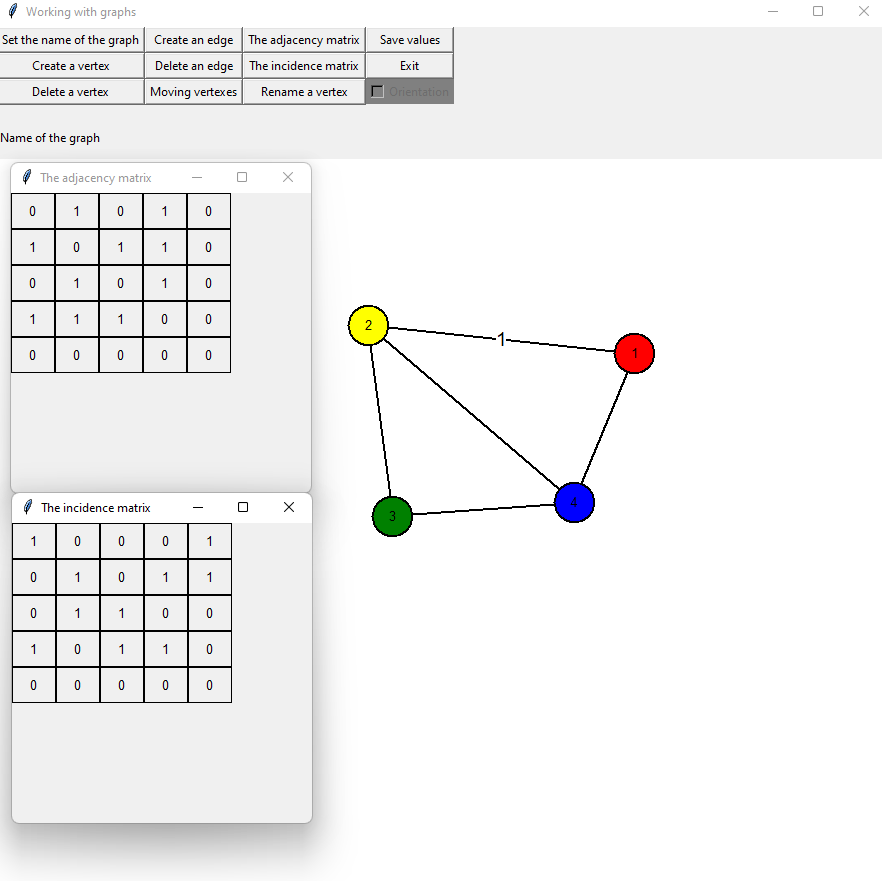 Working with graphs
Set the name of the graph Create an edge The adjacency matrix Save values
Create a vertex Delete an edge The incidence matrix Exit
Delete a vertex Moving vertexes Rename a vertex Orientation
Name of the graph
The adjacency matrix
0 1 0 1 0
1 0 1 1 0
0 1 0 1 0
1 1 1 0 0
0 0 0 0 0
2
1
1
3
4
The incidence matrix
1 0 0 0 1
0 1 0 1 1
0 1 1 0 0
1 0 1 1 0
0 0 0 0 0